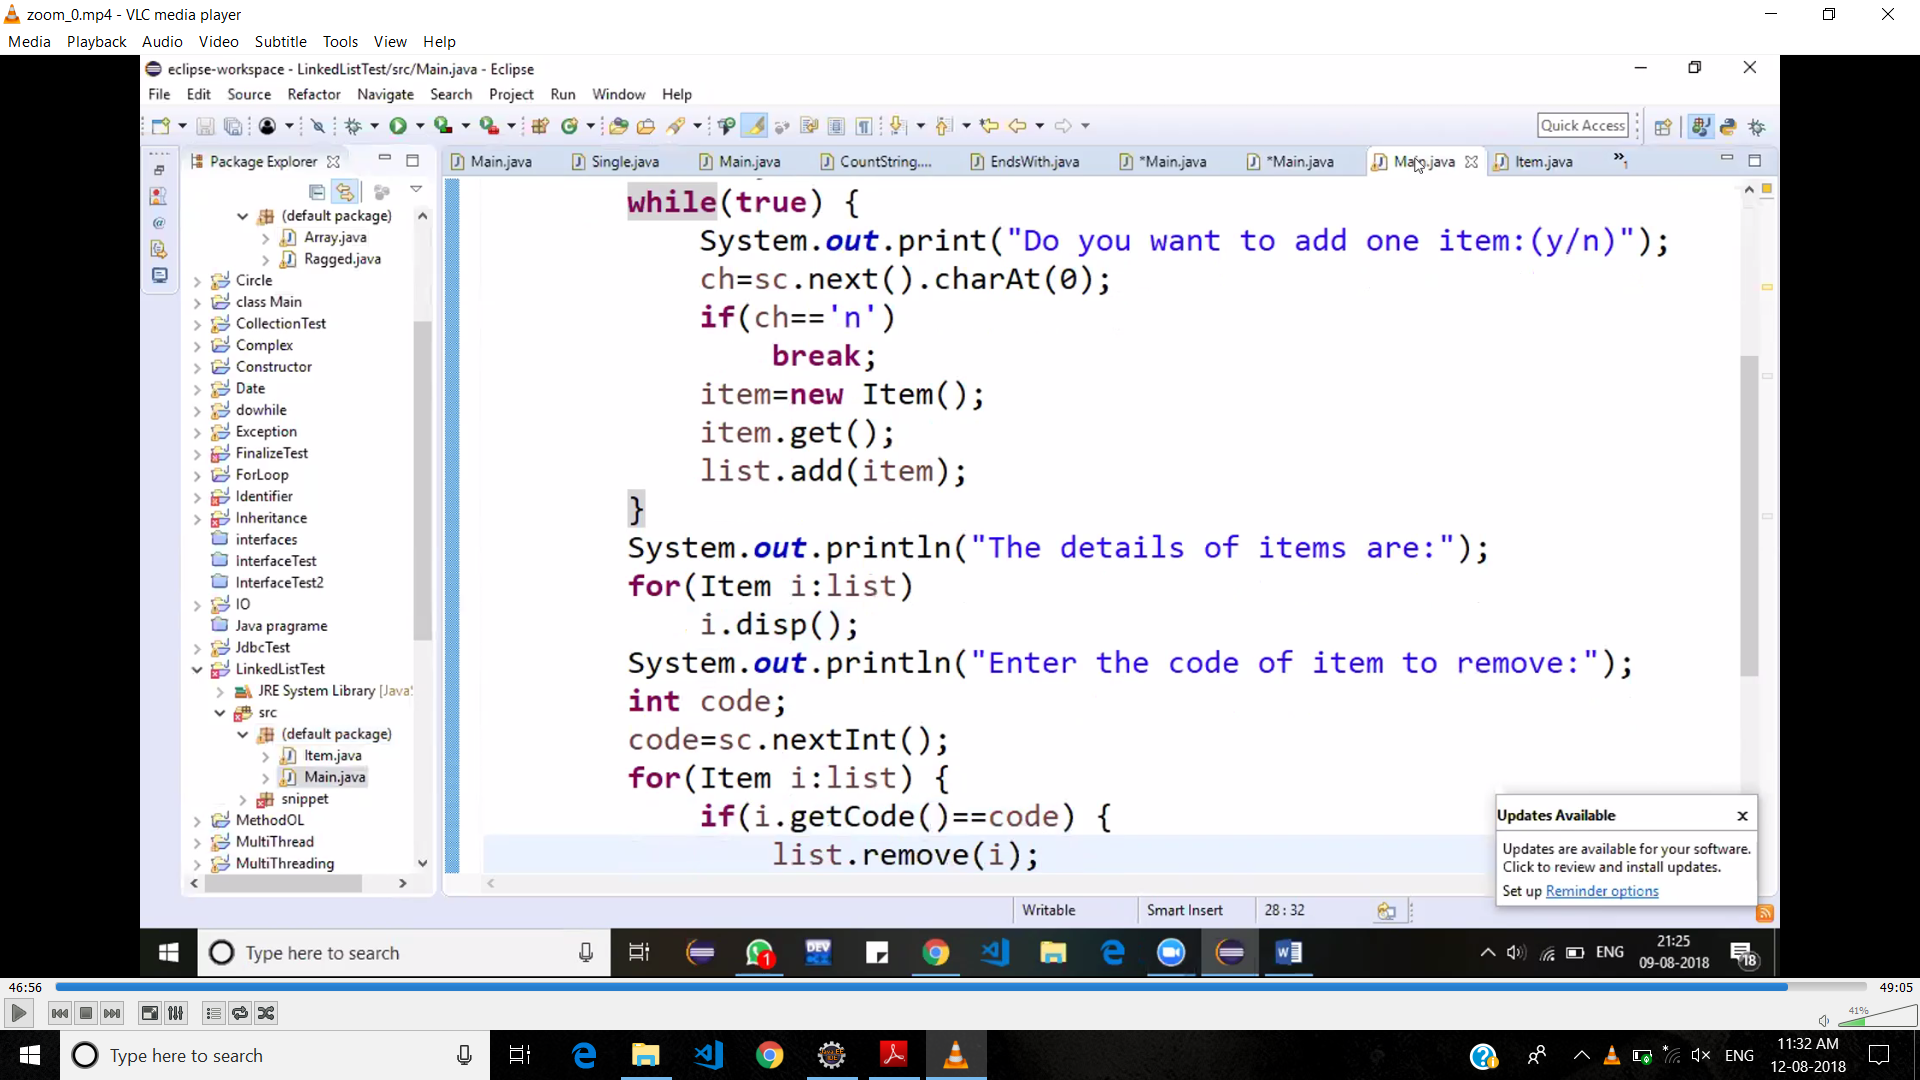 zoom_0.mp4 - VLC media player
Media Playback Audio Video Subtitle Tools View Help
eclipse-workspace - LinkedListTest/src/Main.java - Eclipse
File Edit Source Refactor Navigate Search Project Run Window Help
Quick Access
Package Explorer
Main.java Single.java Main.java CountString.... EndsWith.java *Main.java *Main.java Main.java Item.java »1
(default package)
Array.java
Ragged.java
Circle
class Main
CollectionTest
Complex
Constructor
Date
dowhile
Exception
FinalizeTest
ForLoop
Identifier
Inheritance
interfaces
InterfaceTest
InterfaceTest2
IO
Java pragrame
JdbcTest
LinkedListTest
JRE System Library [Java
src
(default package)
Item.java
Main.java
snippet
MethodOL
MultiThread
MultiThreading
while(true) {
System.out.print("Do you want to add one item:(y/n)");
ch=sc.next().charAt(0);
if(ch=='n')
break;
item=new Item();
item.get();
list.add(item);
}
System.out.println("The details of items are:");
for(Item i:list)
i.disp();
System.out.println("Enter the code of item to remove:");
int code;
code=sc.nextInt();
for(Item i:list) {
if(i.getCode()==code) {
list.remove(i);
Updates Available
Updates are available for your software.
Click to review and install updates.
Set up Reminder options
Writable Smart Insert 28 : 32
Type here to search
1
DEV
ENG
21:25
09-08-2018
18
46:56
49:05
41%
Type here to search
ENG
11:32 AM
12-08-2018